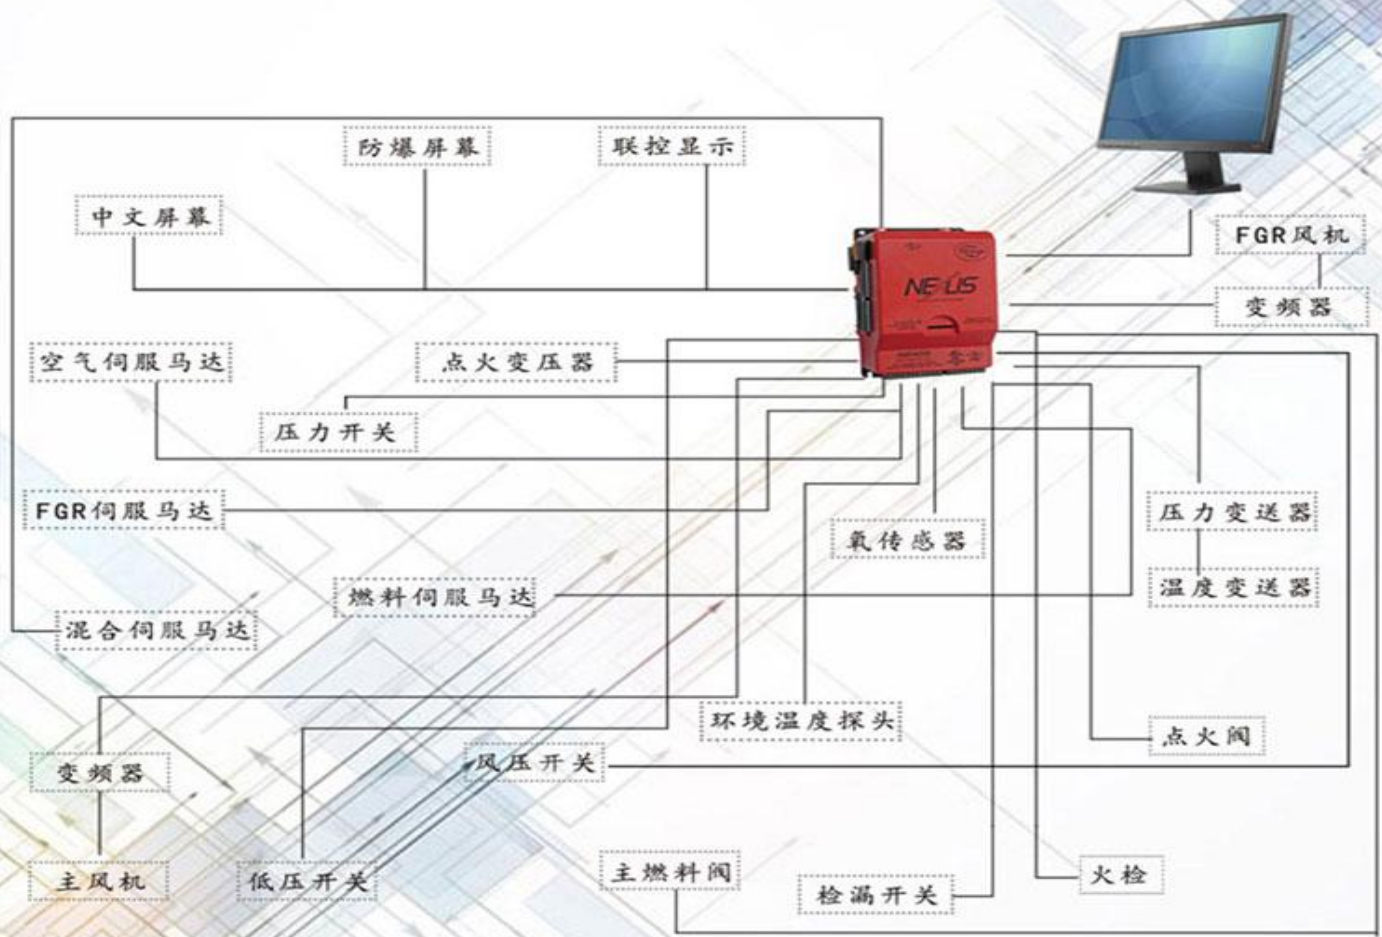 防爆屏幕
联控显示
中文屏幕
FGR风机
NEXUS
变频器
空气伺服马达
点火变压器
压力开关
FGR伺服马达
氧传感器
压力变送器
燃料伺服马达
温度变送器
混合伺服马达
环境温度探头
点火阀
变频器
风压开关
主风机
低压开关
主燃料阀
检漏开关
火检